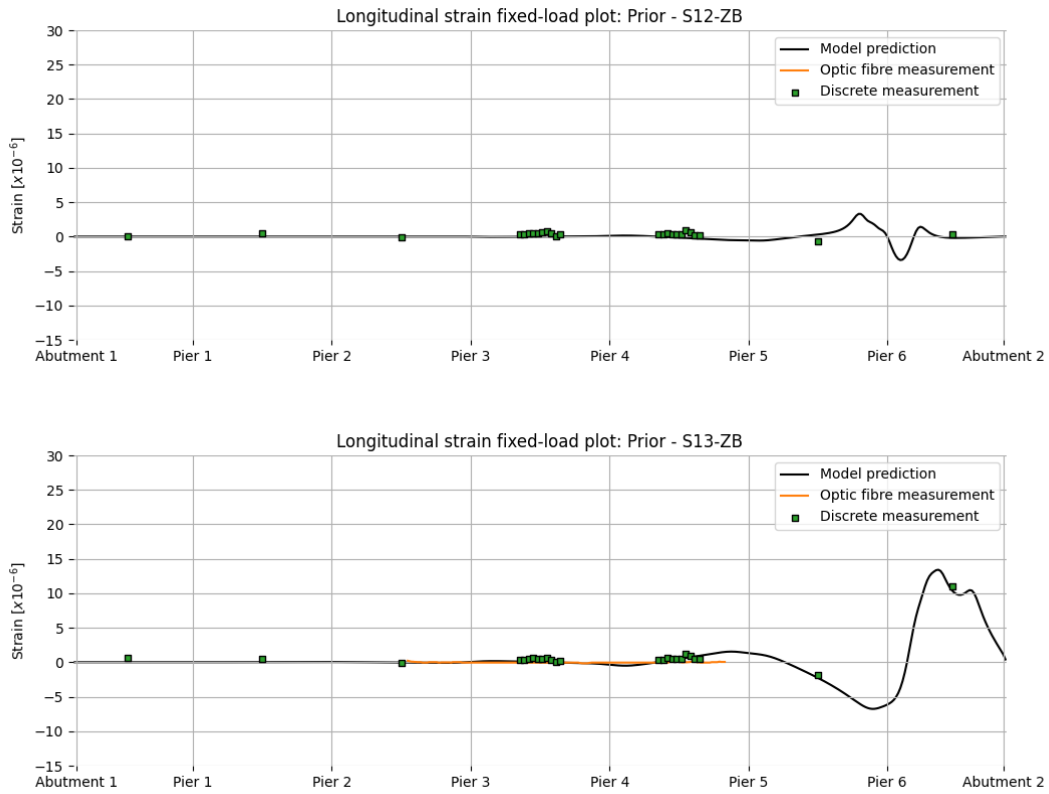 Longitudinal strain fixed-load plot: Prior - S12-ZB
Strain [x10⁻⁶]
30
25
20
15
10
5
0
−5
−10
−15
Model prediction
Optic fibre measurement
Discrete measurement
Abutment 1 Pier 1 Pier 2 Pier 3 Pier 4 Pier 5 Pier 6 Abutment 2
Longitudinal strain fixed-load plot: Prior - S13-ZB
Strain [x10⁻⁶]
30
25
20
15
10
5
0
−5
−10
−15
Model prediction
Optic fibre measurement
Discrete measurement
Abutment 1 Pier 1 Pier 2 Pier 3 Pier 4 Pier 5 Pier 6 Abutment 2